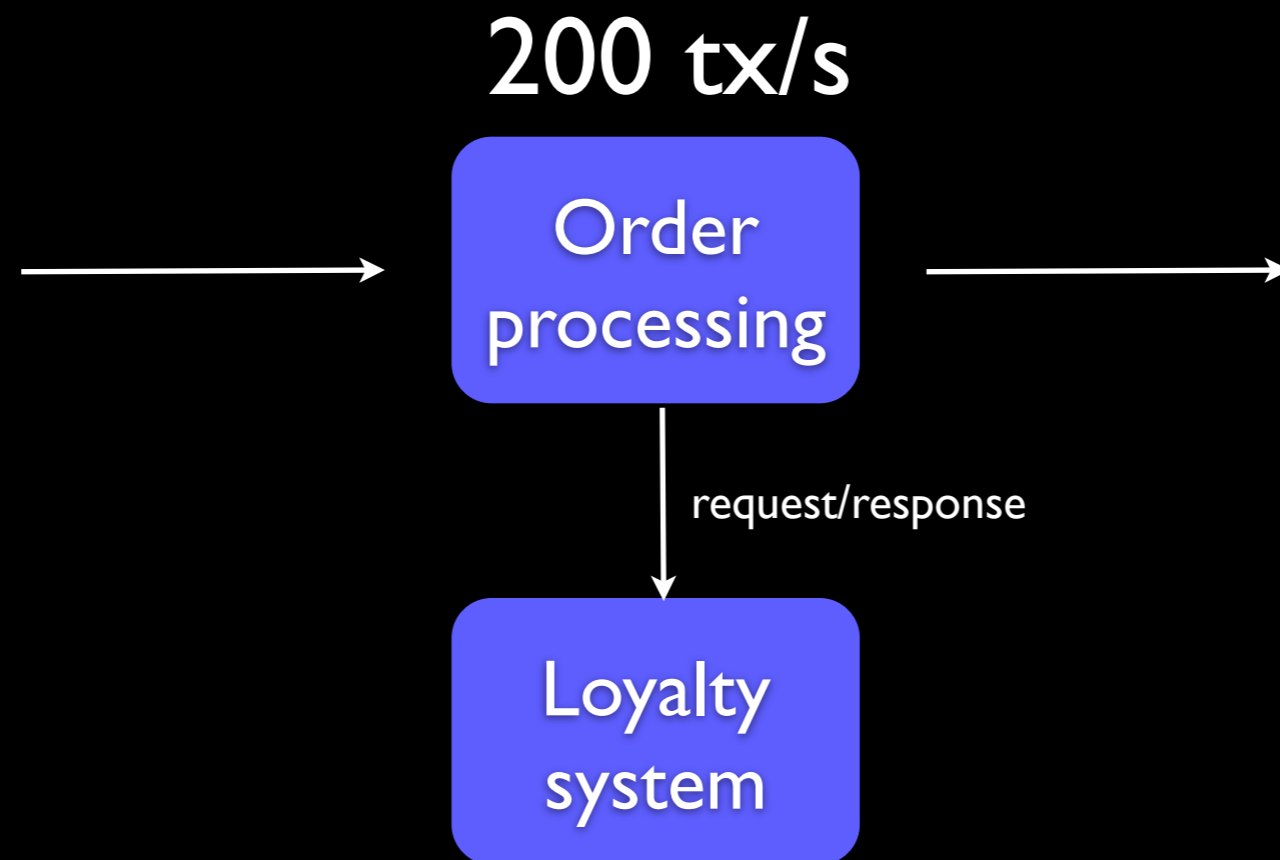 200 tx/s
Order
processing
request/response
Loyalty
system